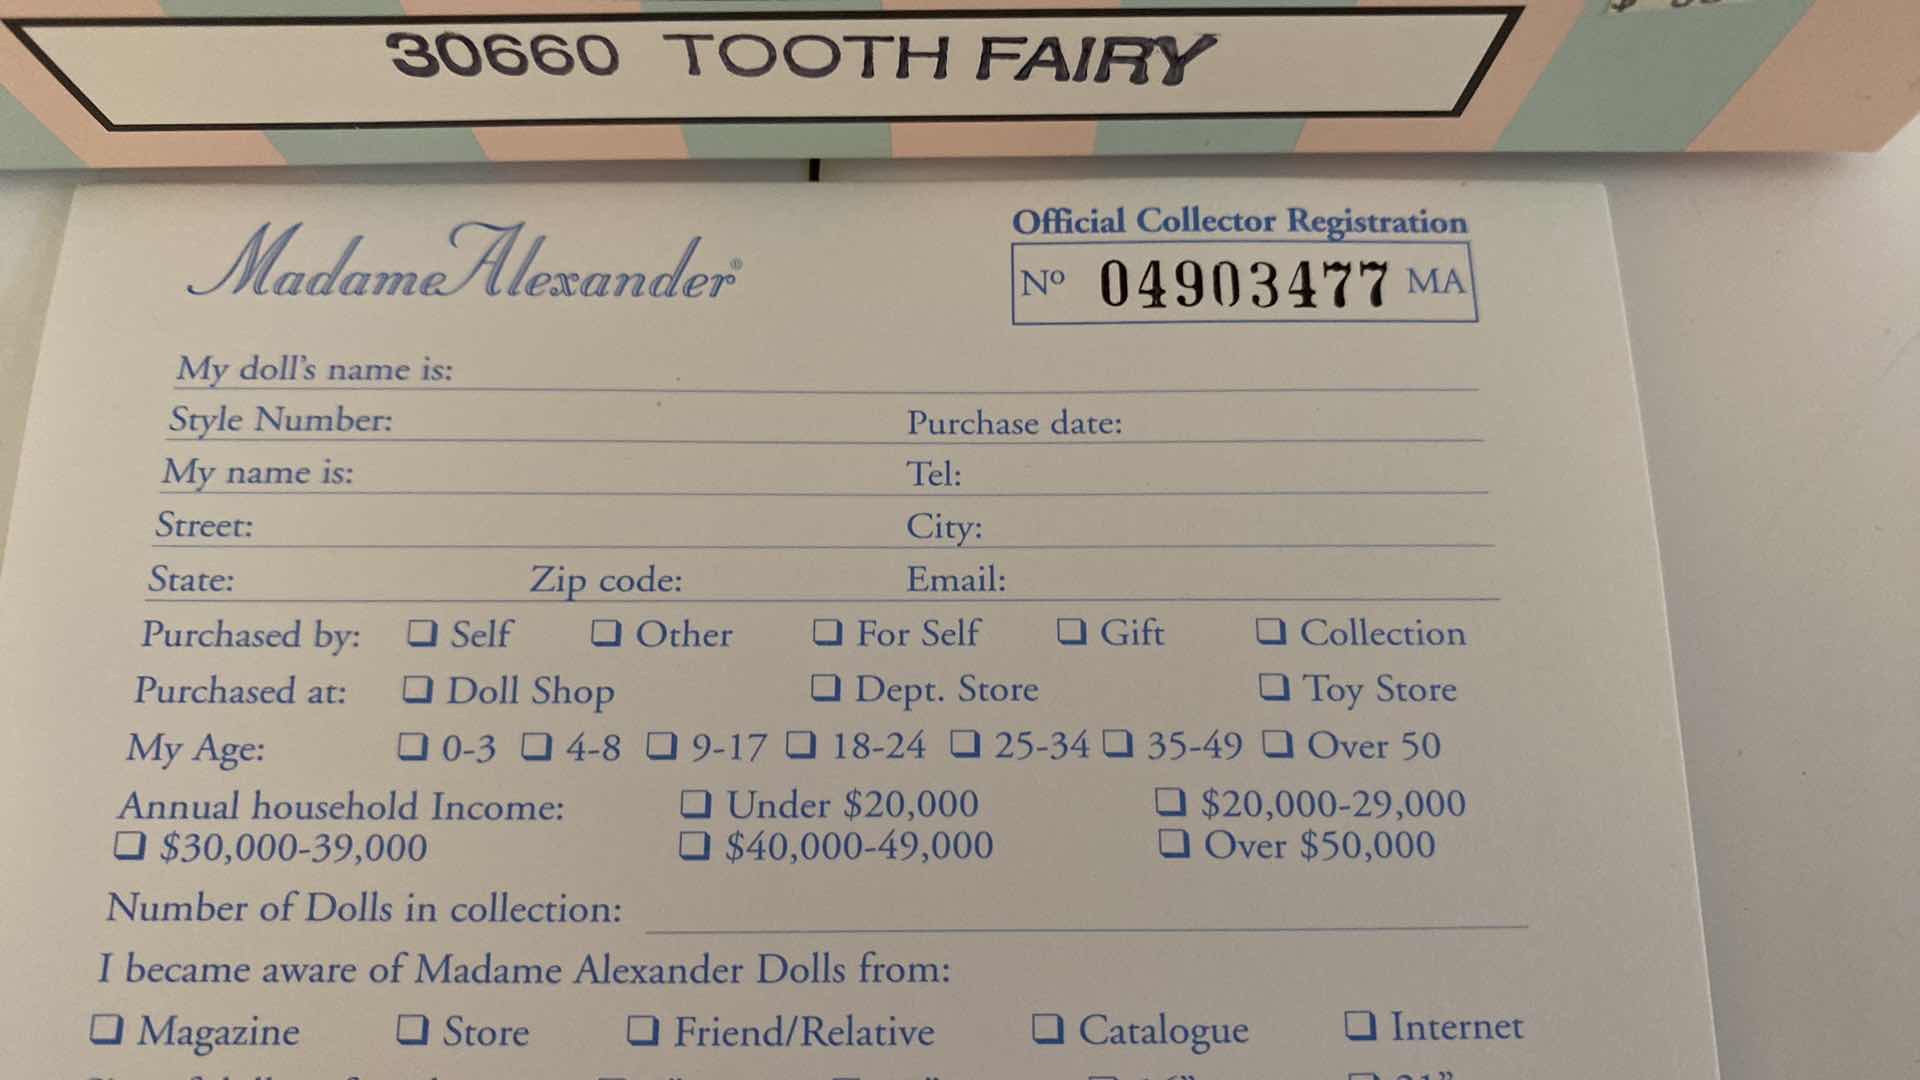 30660 TOOTH FAIRY
Madame Alexander®
Official Collector Registration
Nº 04903477 MA
My doll's name is:
Style Number: Purchase date:
My name is: Tel:
Street: City:
State: Zip code: Email:
Purchased by: ❑ Self ❑ Other ❑ For Self ❑ Gift ❑ Collection
Purchased at: ❑ Doll Shop ❑ Dept. Store ❑ Toy Store
My Age: ❑ 0-3 ❑ 4-8 ❑ 9-17 ❑ 18-24 ❑ 25-34 ❑ 35-49 ❑ Over 50
Annual household Income: ❑ Under $20,000 ❑ $20,000-29,000
❑ $30,000-39,000 ❑ $40,000-49,000 ❑ Over $50,000
Number of Dolls in collection:
I became aware of Madame Alexander Dolls from:
❑ Magazine ❑ Store ❑ Friend/Relative ❑ Catalogue ❑ Internet